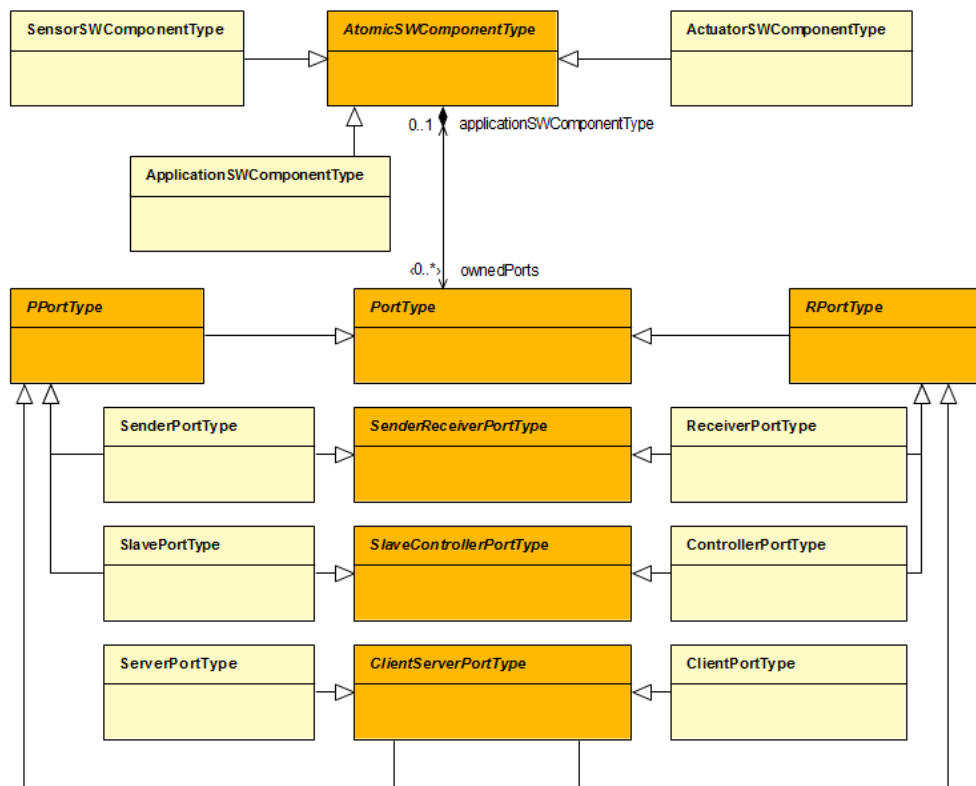 SensorSWComponentType
AtomicSWComponentType
ActuatorSWComponentType
0..1
applicationSWComponentType
ApplicationSWComponentType
‹0..*›
ownedPorts
PPortType
PortType
RPortType
SenderPortType
SenderReceiverPortType
ReceiverPortType
SlavePortType
SlaveControllerPortType
ControllerPortType
ServerPortType
ClientServerPortType
ClientPortType